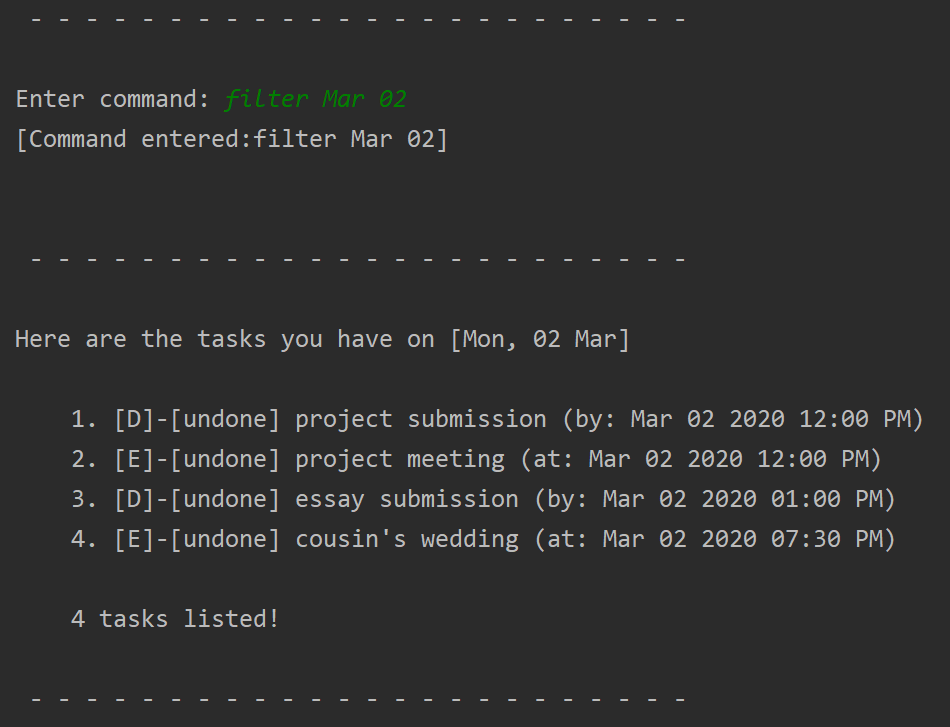 - - - - - - - - - - - - - - - - - - - - - - - -
Enter command: filter Mar 02
[Command entered:filter Mar 02]
- - - - - - - - - - - - - - - - - - - - - - - -
Here are the tasks you have on [Mon, 02 Mar]
1. [D]-[undone] project submission (by: Mar 02 2020 12:00 PM)
2. [E]-[undone] project meeting (at: Mar 02 2020 12:00 PM)
3. [D]-[undone] essay submission (by: Mar 02 2020 01:00 PM)
4. [E]-[undone] cousin's wedding (at: Mar 02 2020 07:30 PM)
4 tasks listed!
- - - - - - - - - - - - - - - - - - - - - - - -